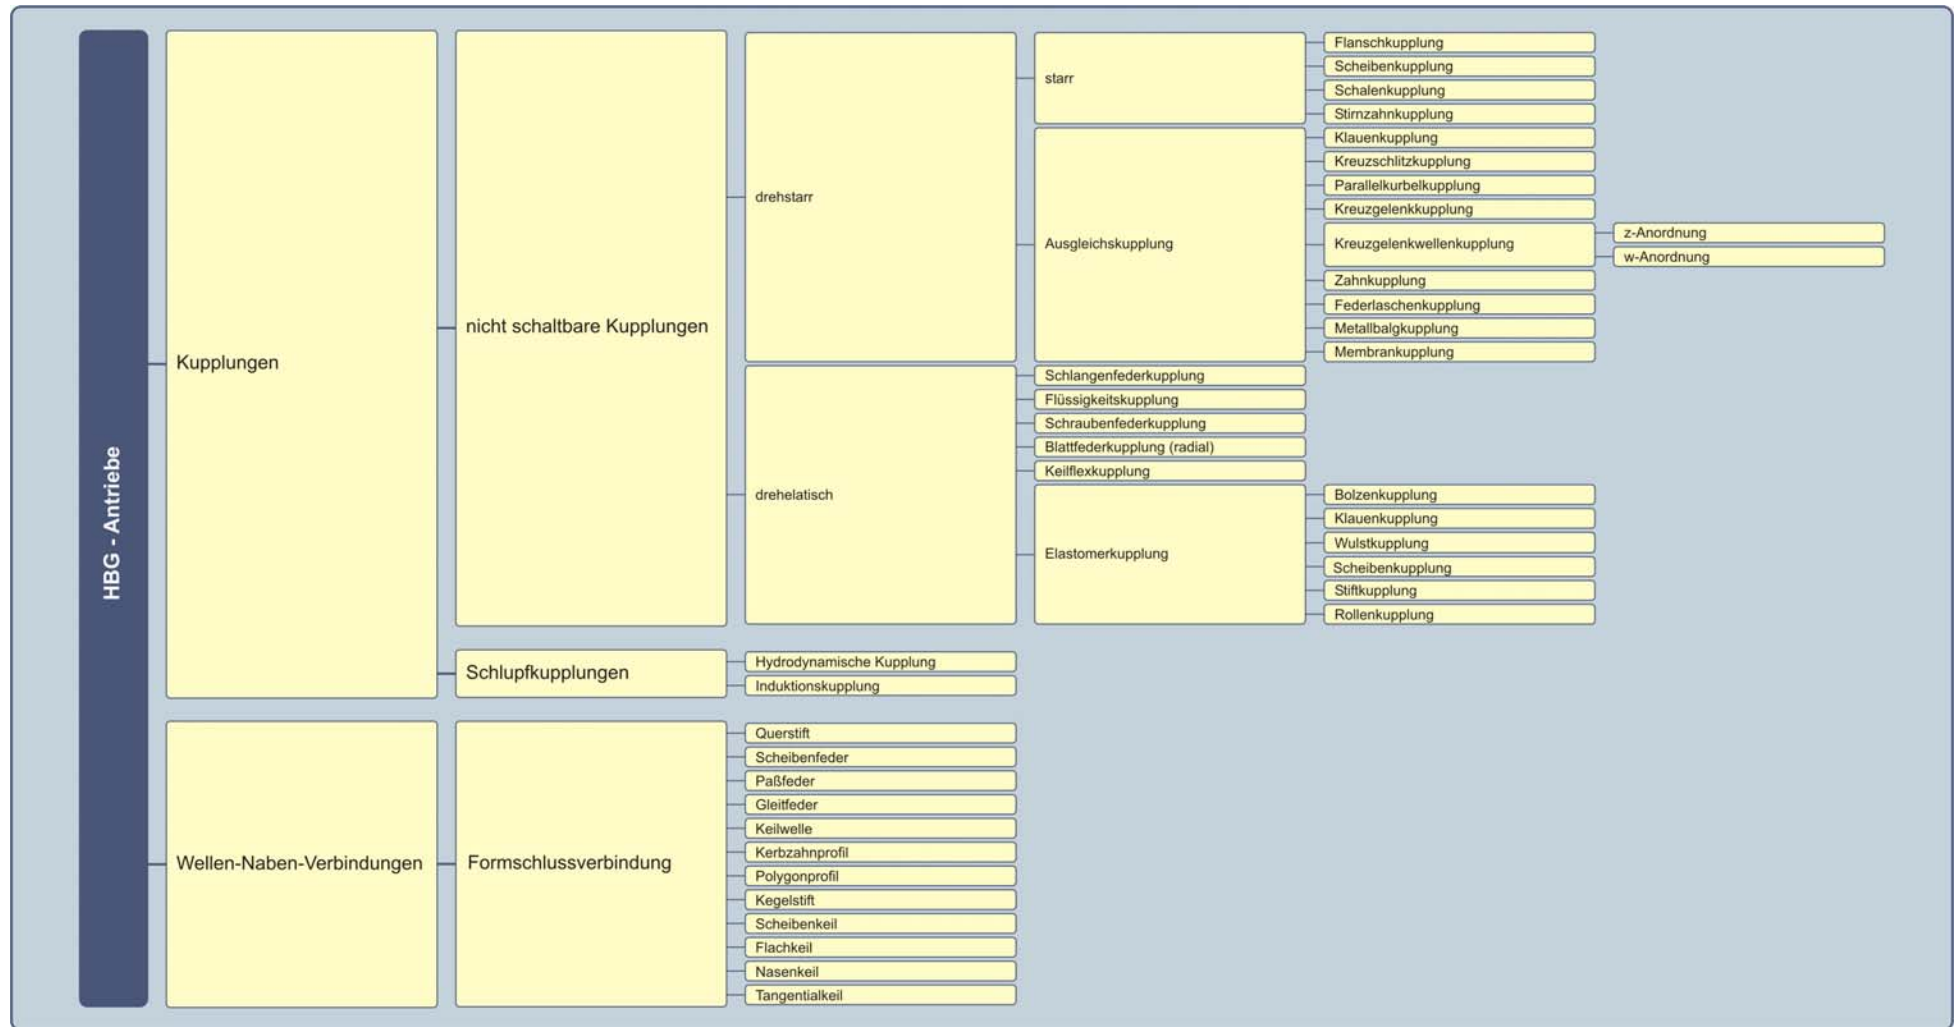 HBG - Antriebe
Kupplungen
nicht schaltbare Kupplungen
drehstarr
starr
Flanschkupplung
Scheibenkupplung
Schalenkupplung
Stirnzahnkupplung
Ausgleichskupplung
Klauenkupplung
Kreuzschlitzkupplung
Parallelkurbelkupplung
Kreuzgelenkkupplung
Kreuzgelenkwellenkupplung
z-Anordnung
w-Anordnung
Zahnkupplung
Federlaschenkupplung
Metallbalgkupplung
Membrankupplung
drehelatisch
Schlangenfederkupplung
Flüssigkeitskupplung
Schraubenfederkupplung
Blattfederkupplung (radial)
Keilflexkupplung
Elastomerkupplung
Bolzenkupplung
Klauenkupplung
Wulstkupplung
Scheibenkupplung
Stiftkupplung
Rollenkupplung
Schlupfkupplungen
Hydrodynamische Kupplung
Induktionskupplung
Wellen-Naben-Verbindungen
Formschlussverbindung
Querstift
Scheibenfeder
Paßfeder
Gleitfeder
Keilwelle
Kerbzahnprofil
Polygonprofil
Kegelstift
Scheibenkeil
Flachkeil
Nasenkeil
Tangentialkeil